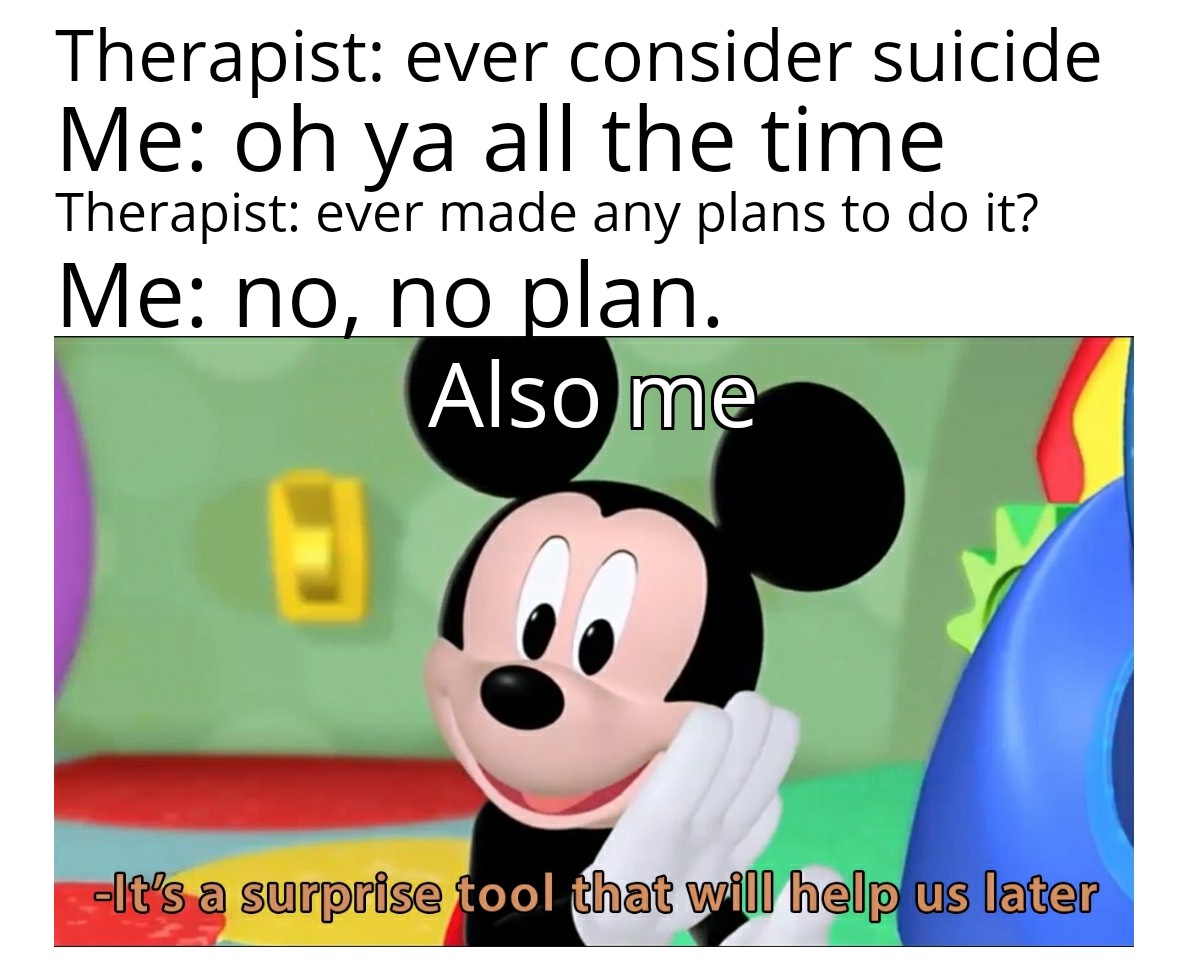 Therapist: ever consider suicide
Me: oh ya all the time
Therapist: ever made any plans to do it?
Me: no, no plan.
Also me
-It's a surprise tool that will help us later